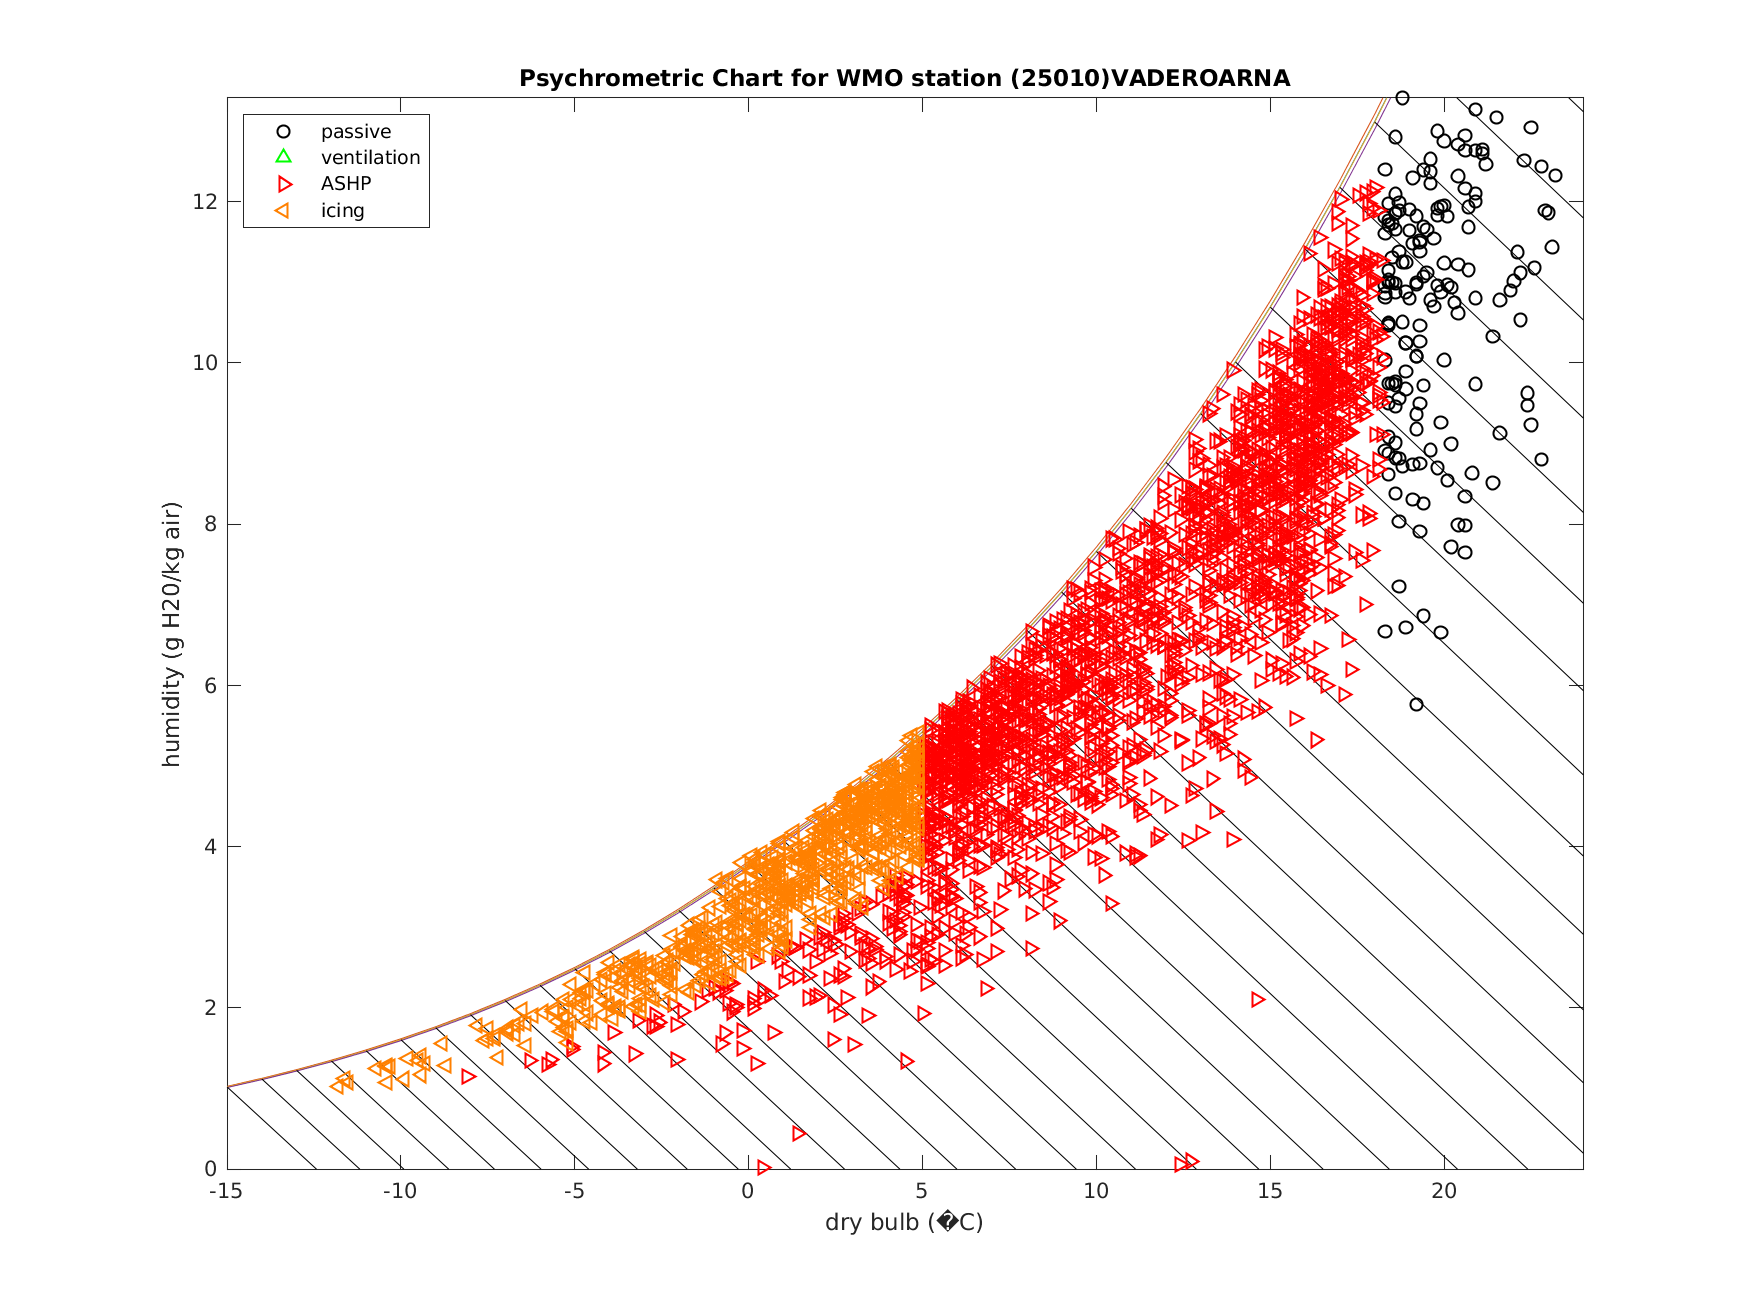 Psychrometric Chart for WMO station (25010)VADEROARNA
passive
ventilation
ASHP
icing
humidity (g H20/kg air)
12
10
8
6
4
2
0
-15 -10 -5 0 5 10 15 20
dry bulb (�C)